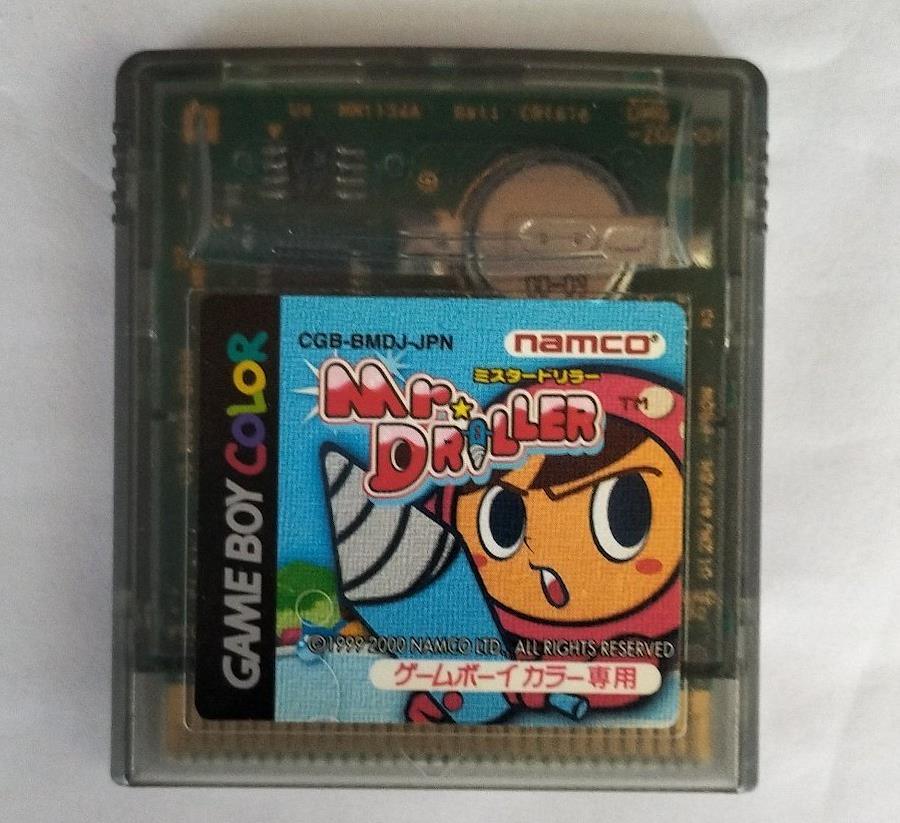 CGB-BMDJ-JPN
namco®
ミスタードリラー
Mr. DRILLER ™
GAME BOY COLOR
©1999 2000 NAMCO LTD., ALL RIGHTS RESERVED
ゲームボーイカラー専用